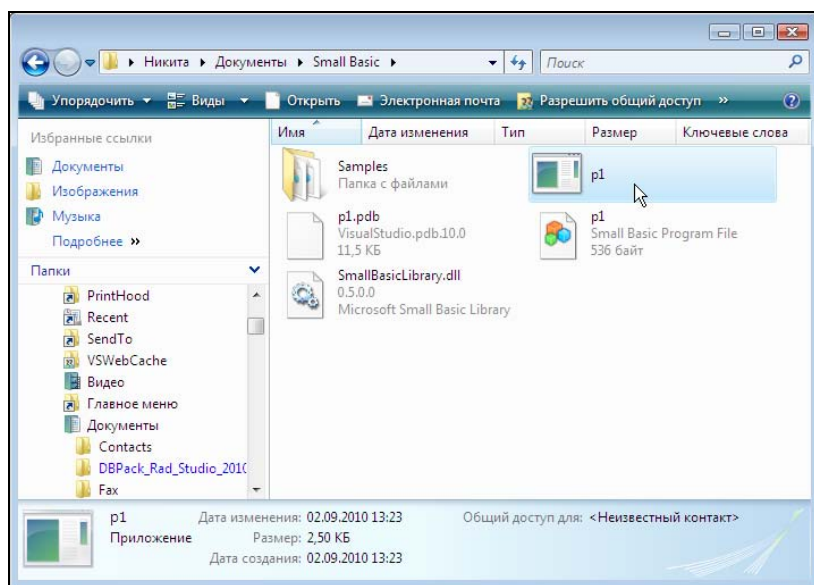 Никита ▸ Документы ▸ Small Basic ▸
Поиск
Упорядочить Виды Открыть Электронная почта Разрешить общий доступ »
Избранные ссылки
Документы
Изображения
Музыка
Подробнее »
Папки
PrintHood
Recent
SendTo
VSWebCache
Видео
Главное меню
Документы
Contacts
DBPack_Rad_Studio_201
Fax
Имя Дата изменения Тип Размер Ключевые слова
Samples
Папка с файлами
p1
p1.pdb
VisualStudio.pdb.10.0
11,5 КБ
p1
Small Basic Program File
536 байт
SmallBasicLibrary.dll
0.5.0.0
Microsoft Small Basic Library
p1 Дата изменения: 02.09.2010 13:23 Общий доступ для: <Неизвестный контакт>
Приложение Размер: 2,50 КБ
Дата создания: 02.09.2010 13:23